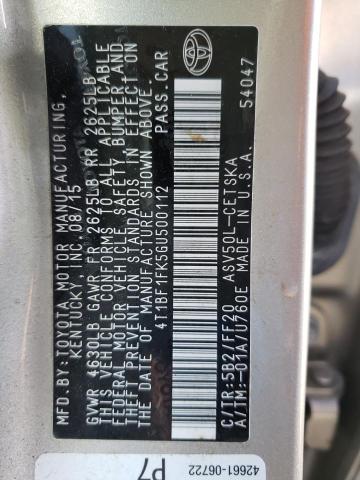 MFD. BY: TOYOTA MOTOR MANUFACTURING,
KENTUCKY, INC. 08/15
GVWR 4630LB GAWR FR 2625LB RR 2625LB
THIS VEHICLE CONFORMS TO ALL APPLICABLE
FEDERAL MOTOR VEHICLE SAFETY, BUMPER, AND
THEFT PREVENTION STANDARDS IN EFFECT ON
THE DATE OF MANUFACTURE SHOWN ABOVE.
4T1BF1FK5GU500112 PASS.CAR
C/TR:5B2/FF20 ASV50L-CETSKA
A/TM:-01A/U760E MADE IN U.S.A.
54047
42661-06722
P7